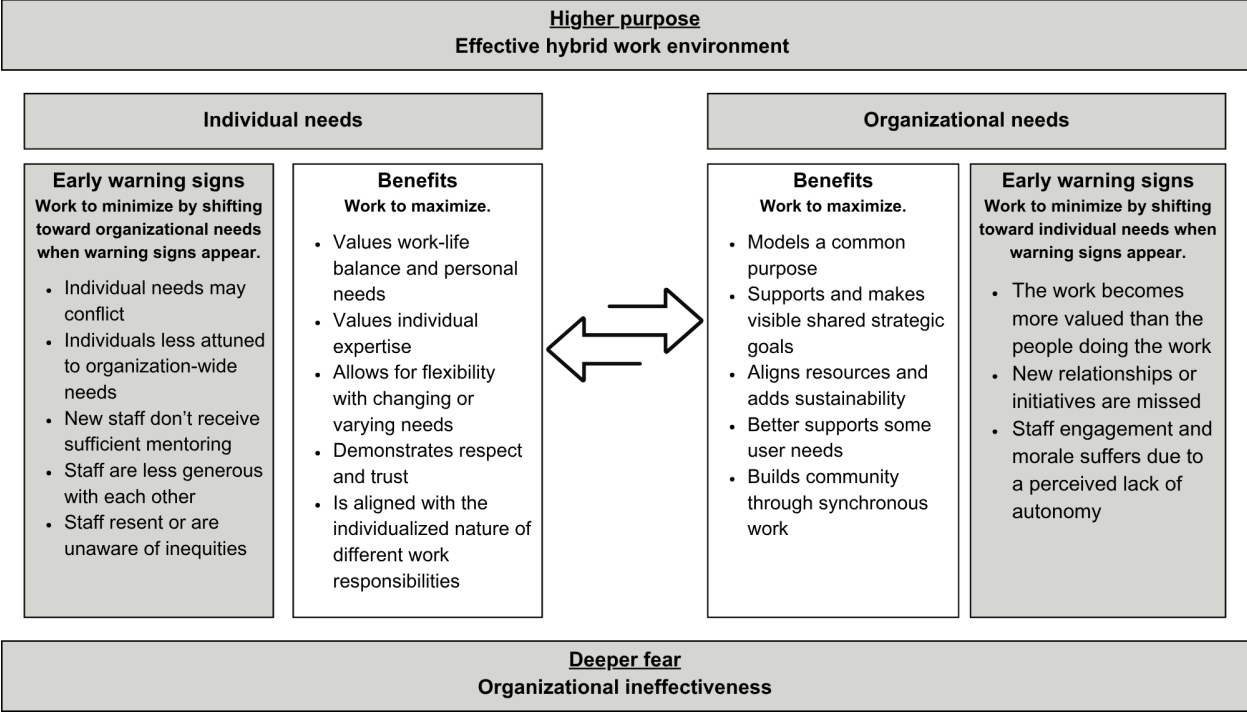 Higher purpose
Effective hybrid work environment
Individual needs
Early warning signs
Work to minimize by shifting
toward organizational needs
when warning signs appear.
• Individual needs may
conflict
• Individuals less attuned
to organization-wide
needs
• New staff don’t receive
sufficient mentoring
• Staff are less generous
with each other
• Staff resent or are
unaware of inequities
Benefits
Work to maximize.
• Values work-life
balance and personal
needs
• Values individual
expertise
• Allows for flexibility
with changing or
varying needs
• Demonstrates respect
and trust
• Is aligned with the
individualized nature of
different work
responsibilities
Organizational needs
Benefits
Work to maximize.
• Models a common
purpose
• Supports and makes
visible shared strategic
goals
• Aligns resources and
adds sustainability
• Better supports some
user needs
• Builds community
through synchronous
work
Early warning signs
Work to minimize by shifting
toward individual needs when
warning signs appear.
• The work becomes
more valued than the
people doing the work
• New relationships or
initiatives are missed
• Staff engagement and
morale suffers due to
a perceived lack of
autonomy
Deeper fear
Organizational ineffectiveness